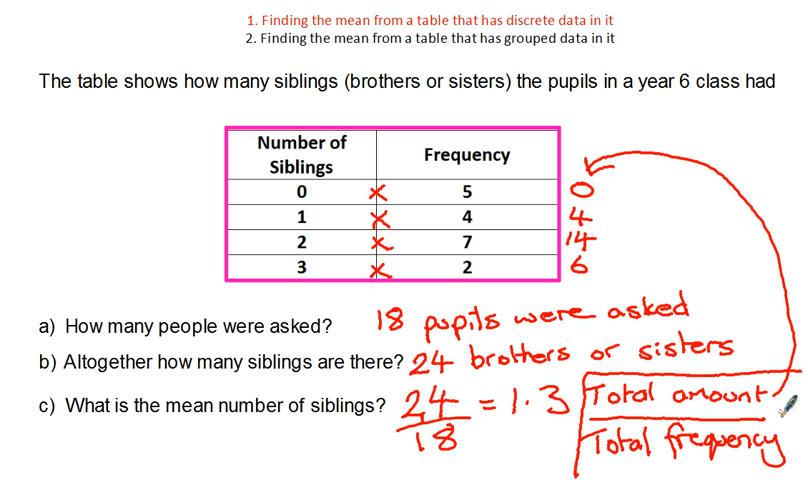 1. Finding the mean from a table that has discrete data in it
2. Finding the mean from a table that has grouped data in it
The table shows how many siblings (brothers or sisters) the pupils in a year 6 class had
Number of Siblings Frequency
0 × 5 0
1 × 4 4
2 × 7 14
3 × 2 6
a) How many people were asked? 18 pupils were asked
b) Altogether how many siblings are there? 24 brothers or sisters
c) What is the mean number of siblings? 24/18 = 1.3 Total amount
Total frequency